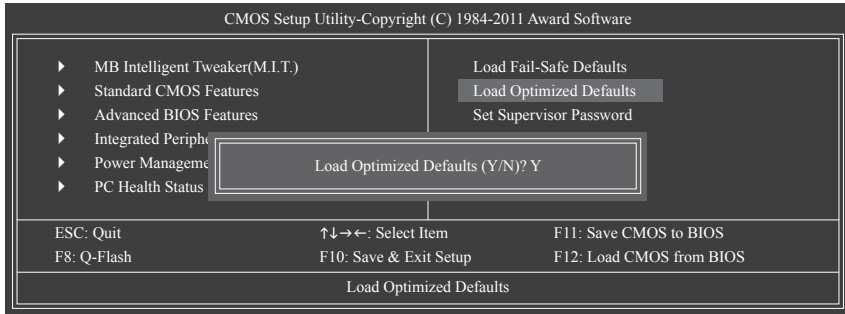 CMOS Setup Utility-Copyright (C) 1984-2011 Award Software
MB Intelligent Tweaker(M.I.T.)
Standard CMOS Features
Advanced BIOS Features
Integrated Periphe
Power Manageme
PC Health Status
Load Fail-Safe Defaults
Load Optimized Defaults
Set Supervisor Password
Load Optimized Defaults (Y/N)? Y
ESC: Quit ↑↓→←: Select Item F11: Save CMOS to BIOS
F8: Q-Flash F10: Save & Exit Setup F12: Load CMOS from BIOS
Load Optimized Defaults